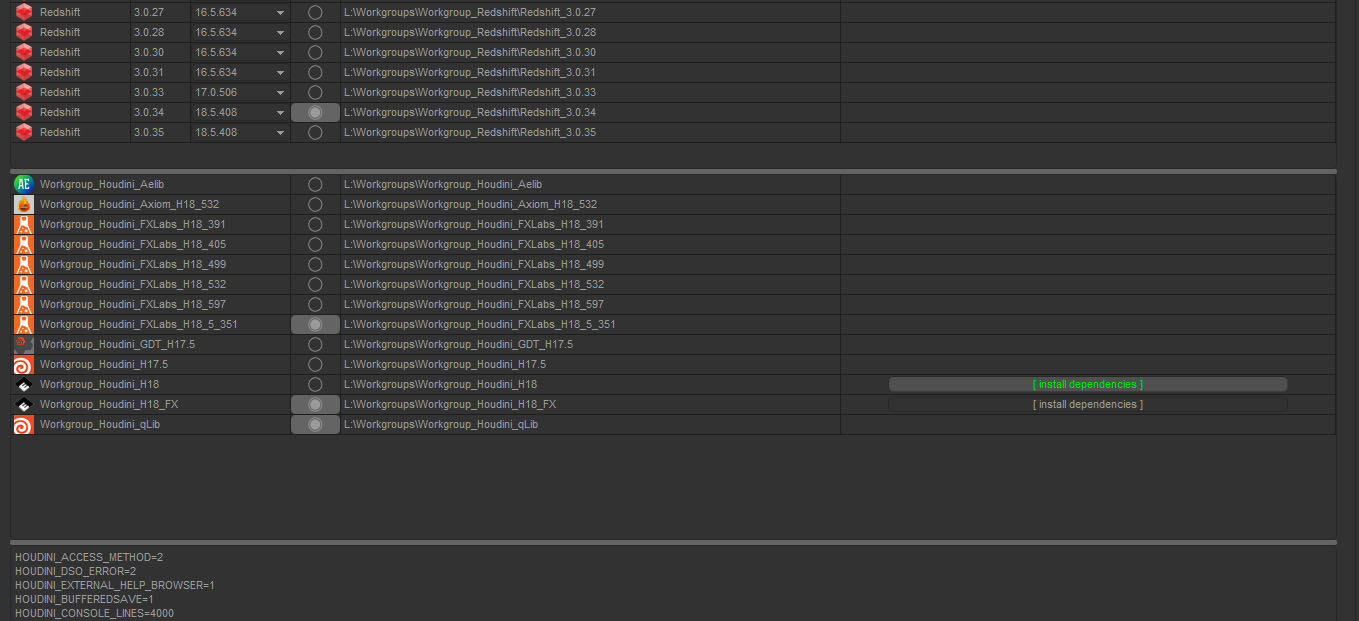 Redshift 3.0.27 16.5.634 L:\Workgroups\Workgroup_Redshift\Redshift_3.0.27
Redshift 3.0.28 16.5.634 L:\Workgroups\Workgroup_Redshift\Redshift_3.0.28
Redshift 3.0.30 16.5.634 L:\Workgroups\Workgroup_Redshift\Redshift_3.0.30
Redshift 3.0.31 16.5.634 L:\Workgroups\Workgroup_Redshift\Redshift_3.0.31
Redshift 3.0.33 17.0.506 L:\Workgroups\Workgroup_Redshift\Redshift_3.0.33
Redshift 3.0.34 18.5.408 L:\Workgroups\Workgroup_Redshift\Redshift_3.0.34
Redshift 3.0.35 18.5.408 L:\Workgroups\Workgroup_Redshift\Redshift_3.0.35
AE Workgroup_Houdini_Aelib L:\Workgroups\Workgroup_Houdini_Aelib
Workgroup_Houdini_Axiom_H18_532 L:\Workgroups\Workgroup_Houdini_Axiom_H18_532
Workgroup_Houdini_FXLabs_H18_391 L:\Workgroups\Workgroup_Houdini_FXLabs_H18_391
Workgroup_Houdini_FXLabs_H18_405 L:\Workgroups\Workgroup_Houdini_FXLabs_H18_405
Workgroup_Houdini_FXLabs_H18_499 L:\Workgroups\Workgroup_Houdini_FXLabs_H18_499
Workgroup_Houdini_FXLabs_H18_532 L:\Workgroups\Workgroup_Houdini_FXLabs_H18_532
Workgroup_Houdini_FXLabs_H18_597 L:\Workgroups\Workgroup_Houdini_FXLabs_H18_597
Workgroup_Houdini_FXLabs_H18_5_351 L:\Workgroups\Workgroup_Houdini_FXLabs_H18_5_351
Workgroup_Houdini_GDT_H17.5 L:\Workgroups\Workgroup_Houdini_GDT_H17.5
Workgroup_Houdini_H17.5 L:\Workgroups\Workgroup_Houdini_H17.5
Workgroup_Houdini_H18 L:\Workgroups\Workgroup_Houdini_H18 [ install dependencies ]
Workgroup_Houdini_H18_FX L:\Workgroups\Workgroup_Houdini_H18_FX [ install dependencies ]
Workgroup_Houdini_qLib L:\Workgroups\Workgroup_Houdini_qLib
HOUDINI_ACCESS_METHOD=2
HOUDINI_DSO_ERROR=2
HOUDINI_EXTERNAL_HELP_BROWSER=1
HOUDINI_BUFFEREDSAVE=1
HOUDINI_CONSOLE_LINES=4000